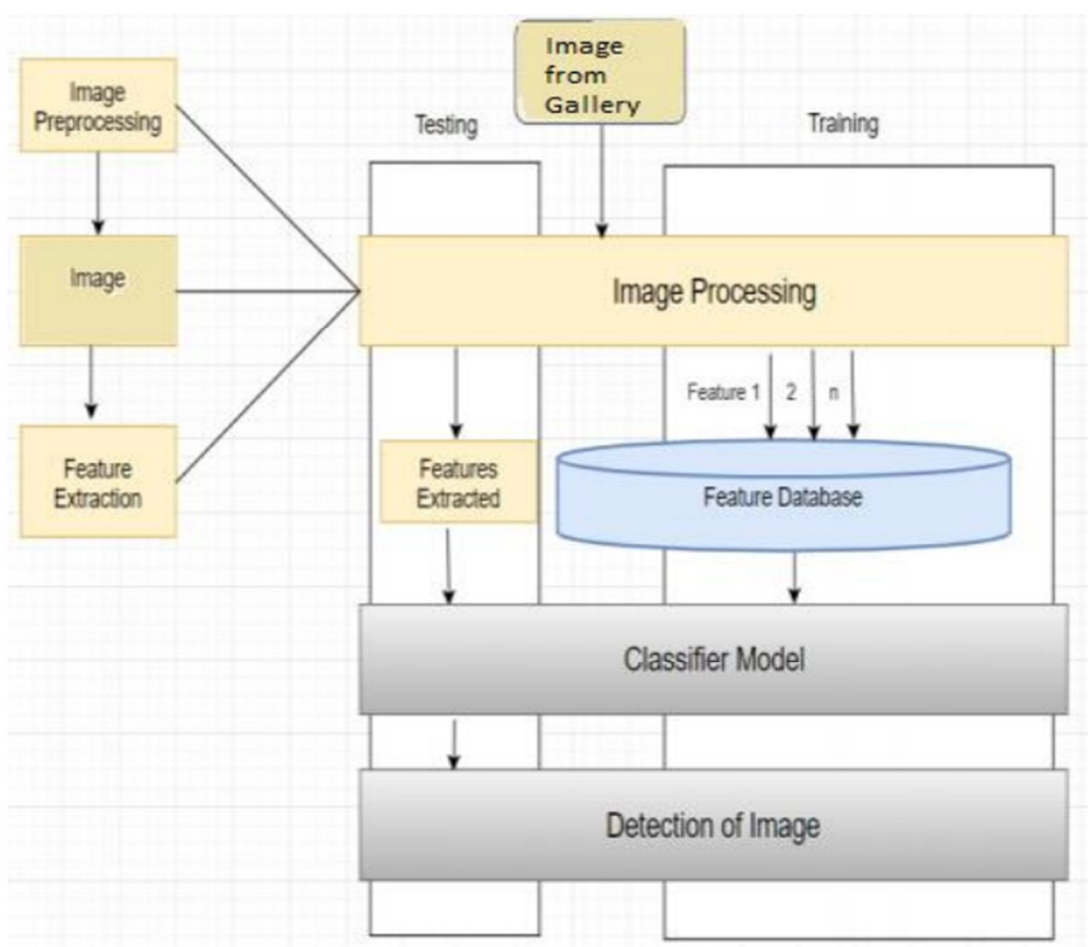 Image
from
Gallery
Image
Preprocessing
Testing
Training
Image
Image Processing
Feature 1
2
n
Feature
Extraction
Features
Extracted
Feature Database
Classifier Model
Detection of Image